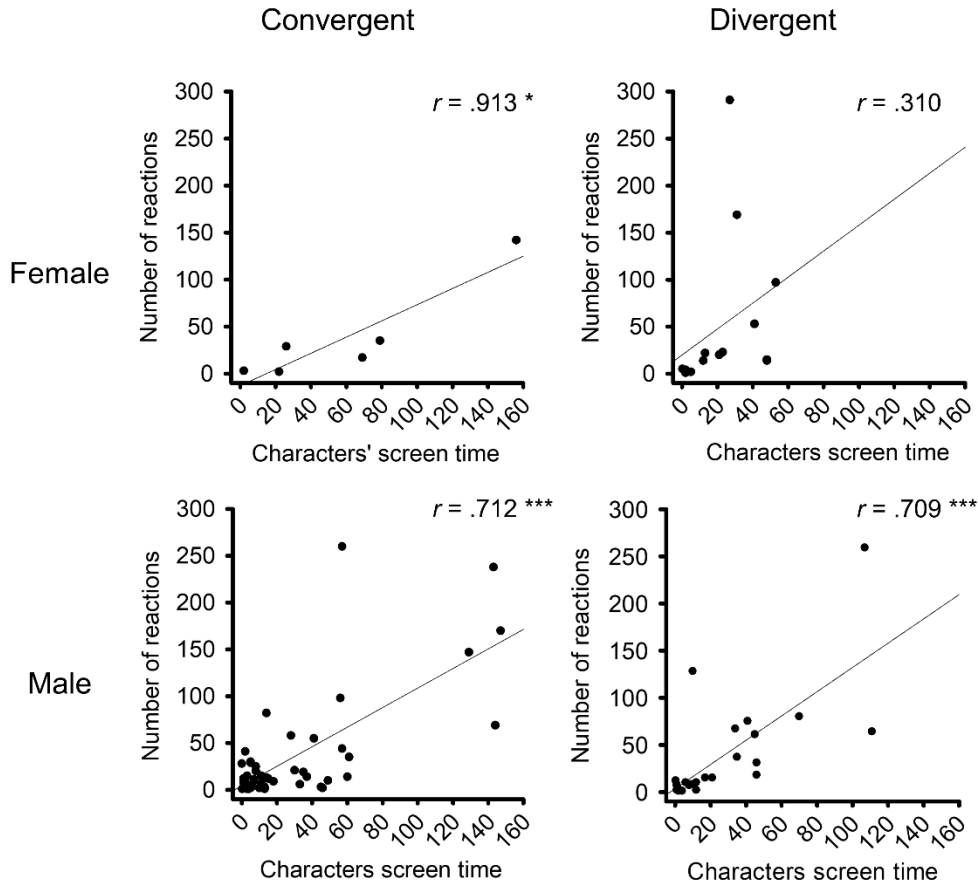 Convergent
Divergent
Female
r = .913 *
Number of reactions
300
250
200
150
100
50
0
0 20 40 60 80 100 120 140 160
Characters' screen time
r = .310
Number of reactions
300
250
200
150
100
50
0
0 20 40 60 80 100 120 140 160
Characters screen time
Male
r = .712 ***
Number of reactions
300
250
200
150
100
50
0
0 20 40 60 80 100 120 140 160
Characters screen time
r = .709 ***
Number of reactions
300
250
200
150
100
50
0
0 20 40 60 80 100 120 140 160
Characters screen time